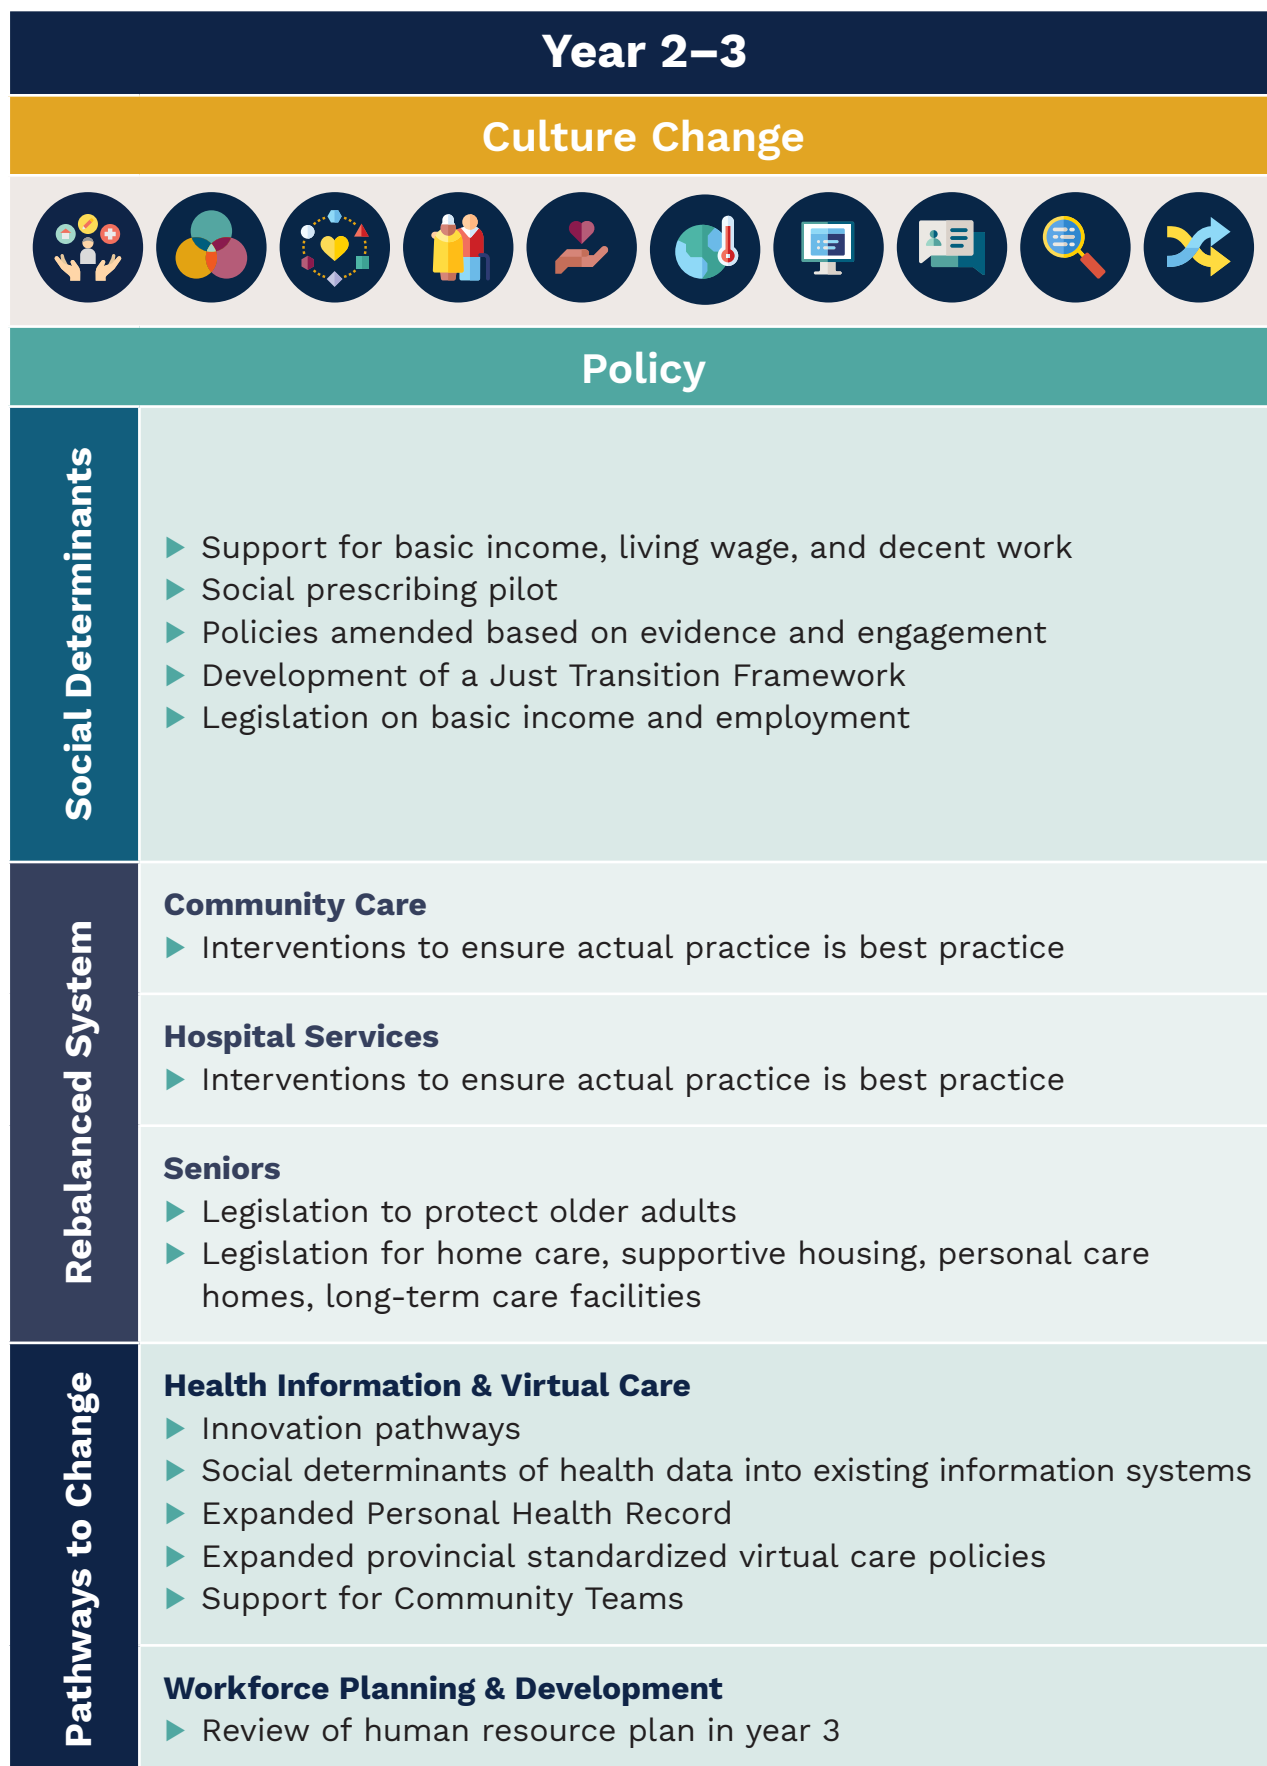 Year 2–3
Culture Change
Policy
Social Determinants
▶ Support for basic income, living wage, and decent work
▶ Social prescribing pilot
▶ Policies amended based on evidence and engagement
▶ Development of a Just Transition Framework
▶ Legislation on basic income and employment
Rebalanced System
Community Care
▶ Interventions to ensure actual practice is best practice
Hospital Services
▶ Interventions to ensure actual practice is best practice
Seniors
▶ Legislation to protect older adults
▶ Legislation for home care, supportive housing, personal care
homes, long-term care facilities
Pathways to Change
Health Information & Virtual Care
▶ Innovation pathways
▶ Social determinants of health data into existing information systems
▶ Expanded Personal Health Record
▶ Expanded provincial standardized virtual care policies
▶ Support for Community Teams
Workforce Planning & Development
▶ Review of human resource plan in year 3